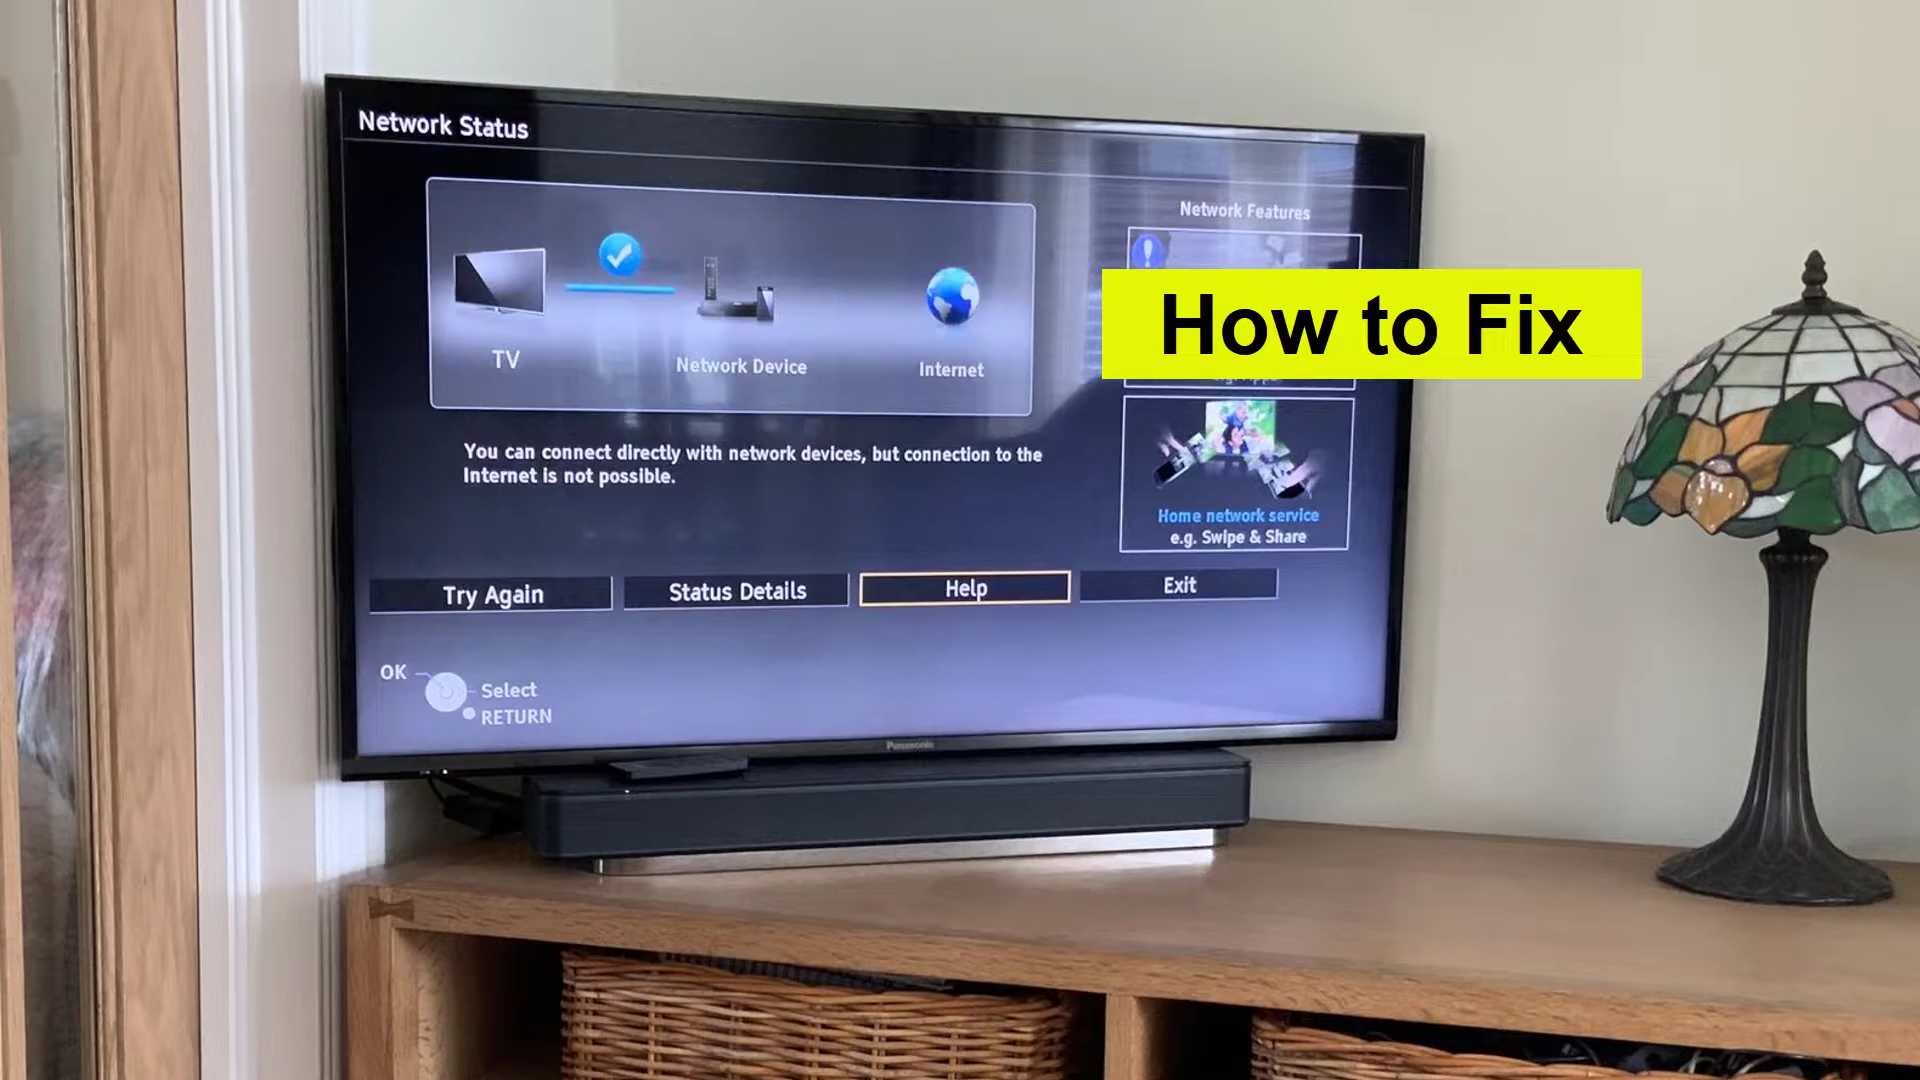 Network Status
Network Features
How to Fix
TV
Network Device
Internet
You can connect directly with network devices, but connection to the
Internet is not possible.
Home network service
e.g. Swipe & Share
Try Again
Status Details
Help
Exit
OK
Select
RETURN
Panasonic